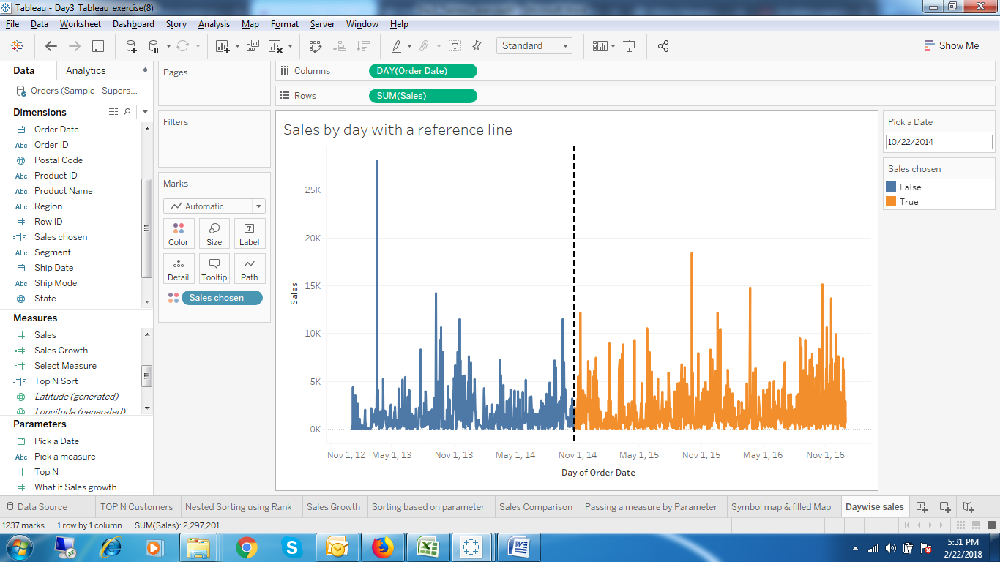 Tableau - Day3_Tableau_exercise(8)
File Data Worksheet Dashboard Story Analysis Map Format Server Window Help
Standard
Show Me
Data Analytics
Orders (Sample - Supers...
Dimensions
Order Date
Abc Order ID
Postal Code
Abc Product ID
Abc Product Name
Abc Region
Row ID
=T|F Sales chosen
Abc Segment
Ship Date
Abc Ship Mode
State
Measures
Sales
Sales Growth
Select Measure
=T|F Top N Sort
Latitude (generated)
Longitude (generated)
Parameters
Pick a Date
Abc Pick a measure
Top N
What if Sales growth
Pages
Filters
Marks
Automatic
Color Size Label
Detail Tooltip Path
Sales chosen
Columns DAY(Order Date)
Rows SUM(Sales)
Sales by day with a reference line
25K
20K
15K
10K
5K
0K
Sales
Nov 1, 12 May 1, 13 Nov 1, 13 May 1, 14 Nov 1, 14 May 1, 15 Nov 1, 15 May 1, 16 Nov 1, 16
Day of Order Date
Pick a Date
10/22/2014
Sales chosen
False
True
Data Source TOP N Customers Nested Sorting using Rank Sales Growth Sorting based on parameter Sales Comparison Passing a measure by Parameter Symbol map & filled Map Daywise sales
1237 marks 1 row by 1 column SUM(Sales): 2,297,201
5:31 PM
2/22/2018